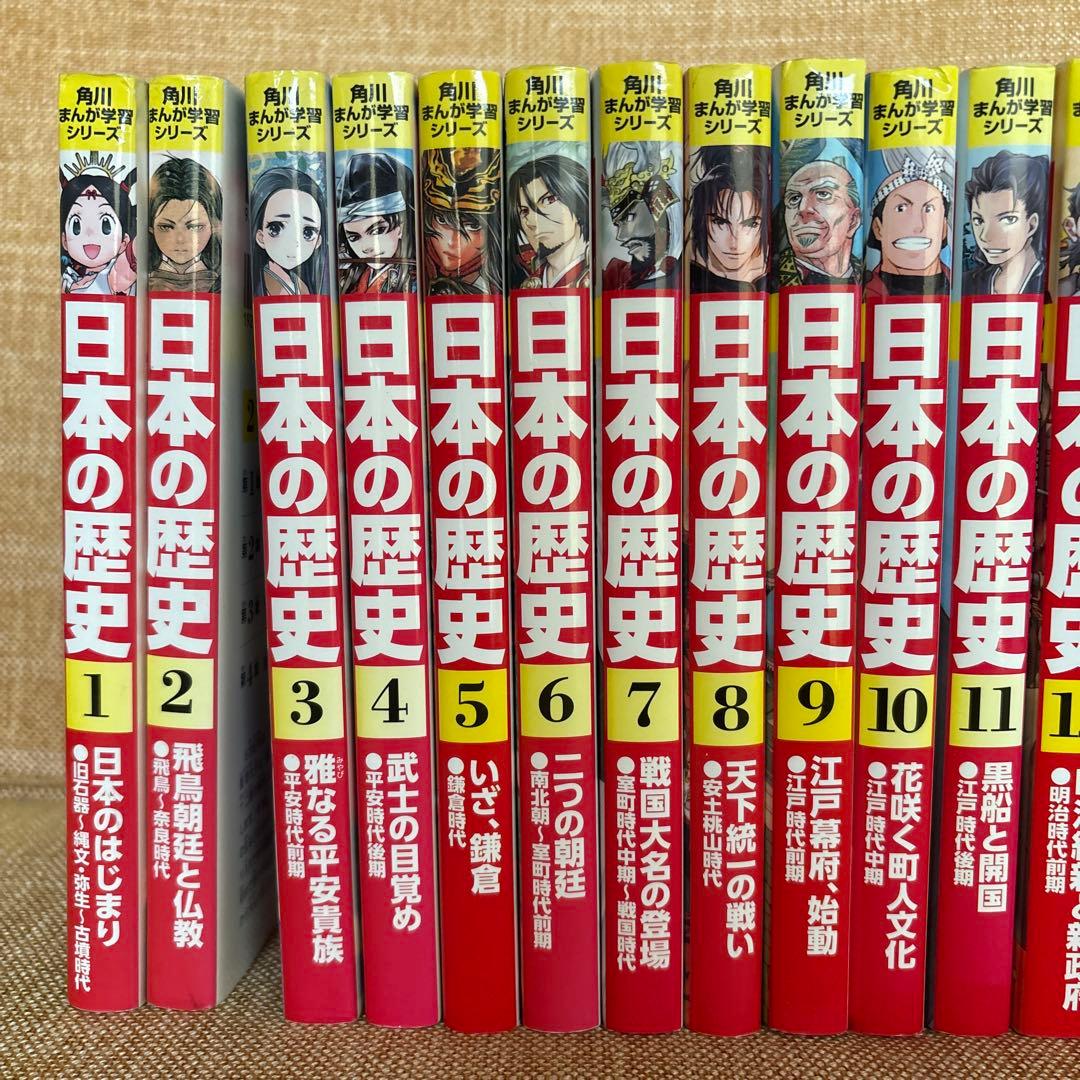 角川
まんが学習
シリーズ
日本の歴史
1
日本のはじまり
●旧石器～縄文・弥生～古墳時代
角川
まんが学習
シリーズ
日本の歴史
2
飛鳥朝廷と仏教
●飛鳥～奈良時代
角川
まんが学習
シリーズ
日本の歴史
3
雅なる平安貴族
みやび
●平安時代前期
角川
まんが学習
シリーズ
日本の歴史
4
武士の目覚め
●平安時代後期
角川
まんが学習
シリーズ
日本の歴史
5
いざ、鎌倉
●鎌倉時代
角川
まんが学習
シリーズ
日本の歴史
6
二つの朝廷
●南北朝～室町時代前期
角川
まんが学習
シリーズ
日本の歴史
7
戦国大名の登場
●室町時代中期～戦国時代
角川
まんが学習
シリーズ
日本の歴史
8
天下統一の戦い
●安土桃山時代
角川
まんが学習
シリーズ
日本の歴史
9
江戸幕府、始動
●江戸時代前期
角川
まんが学習
シリーズ
日本の歴史
10
花咲く町人文化
●江戸時代中期
角川
まんが学習
シリーズ
日本の歴史
11
黒船と開国
●江戸時代後期
日本の歴史
明治時代前期